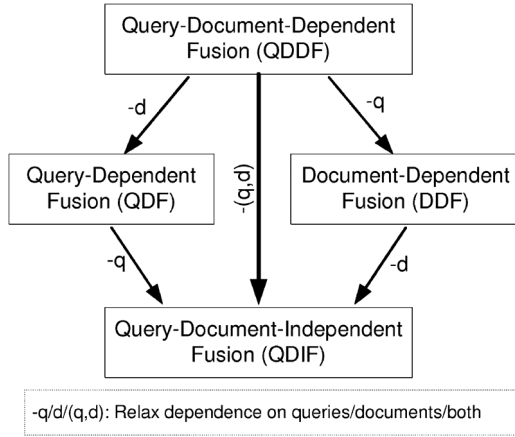 Query-Document-Dependent
Fusion (QDDF)
-d
-q
-(q,d)
Query-Dependent
Fusion (QDF)
Document-Dependent
Fusion (DDF)
-q
-d
Query-Document-Independent
Fusion (QDIF)
-q/d/(q,d): Relax dependence on queries/documents/both